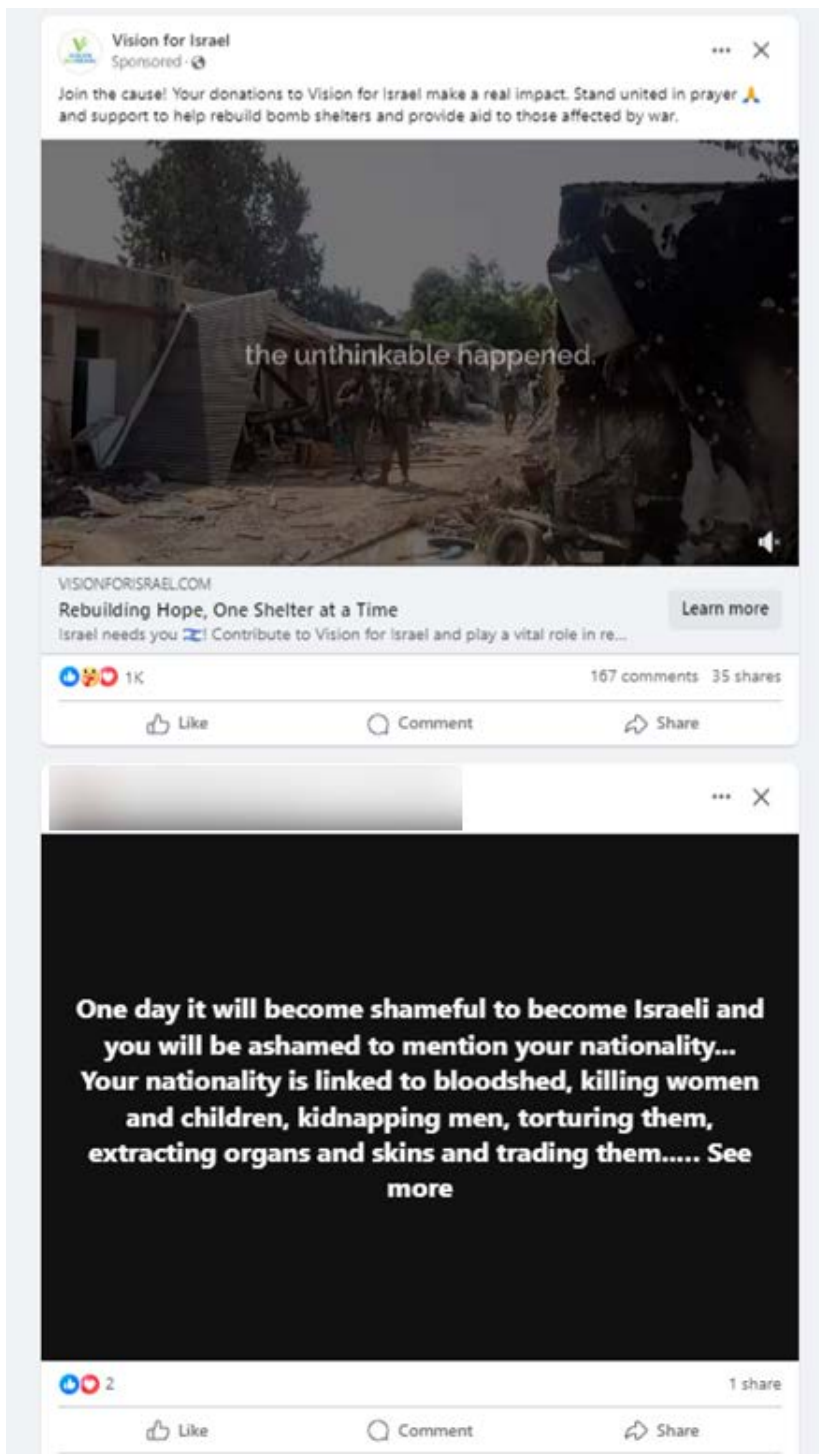 Vision for Israel
Sponsored ·
Join the cause! Your donations to Vision for Israel make a real impact. Stand united in prayer 🙏
and support to help rebuild bomb shelters and provide aid to those affected by war.
the unthinkable happened.
VISIONFORISRAEL.COM
Rebuilding Hope, One Shelter at a Time
Learn more
Israel needs you 🇮🇱! Contribute to Vision for Israel and play a vital role in re...
1K
167 comments 35 shares
Like
Comment
Share
One day it will become shameful to become Israeli and
you will be ashamed to mention your nationality...
Your nationality is linked to bloodshed, killing women
and children, kidnapping men, torturing them,
extracting organs and skins and trading them..... See
more
2
1 share
Like
Comment
Share